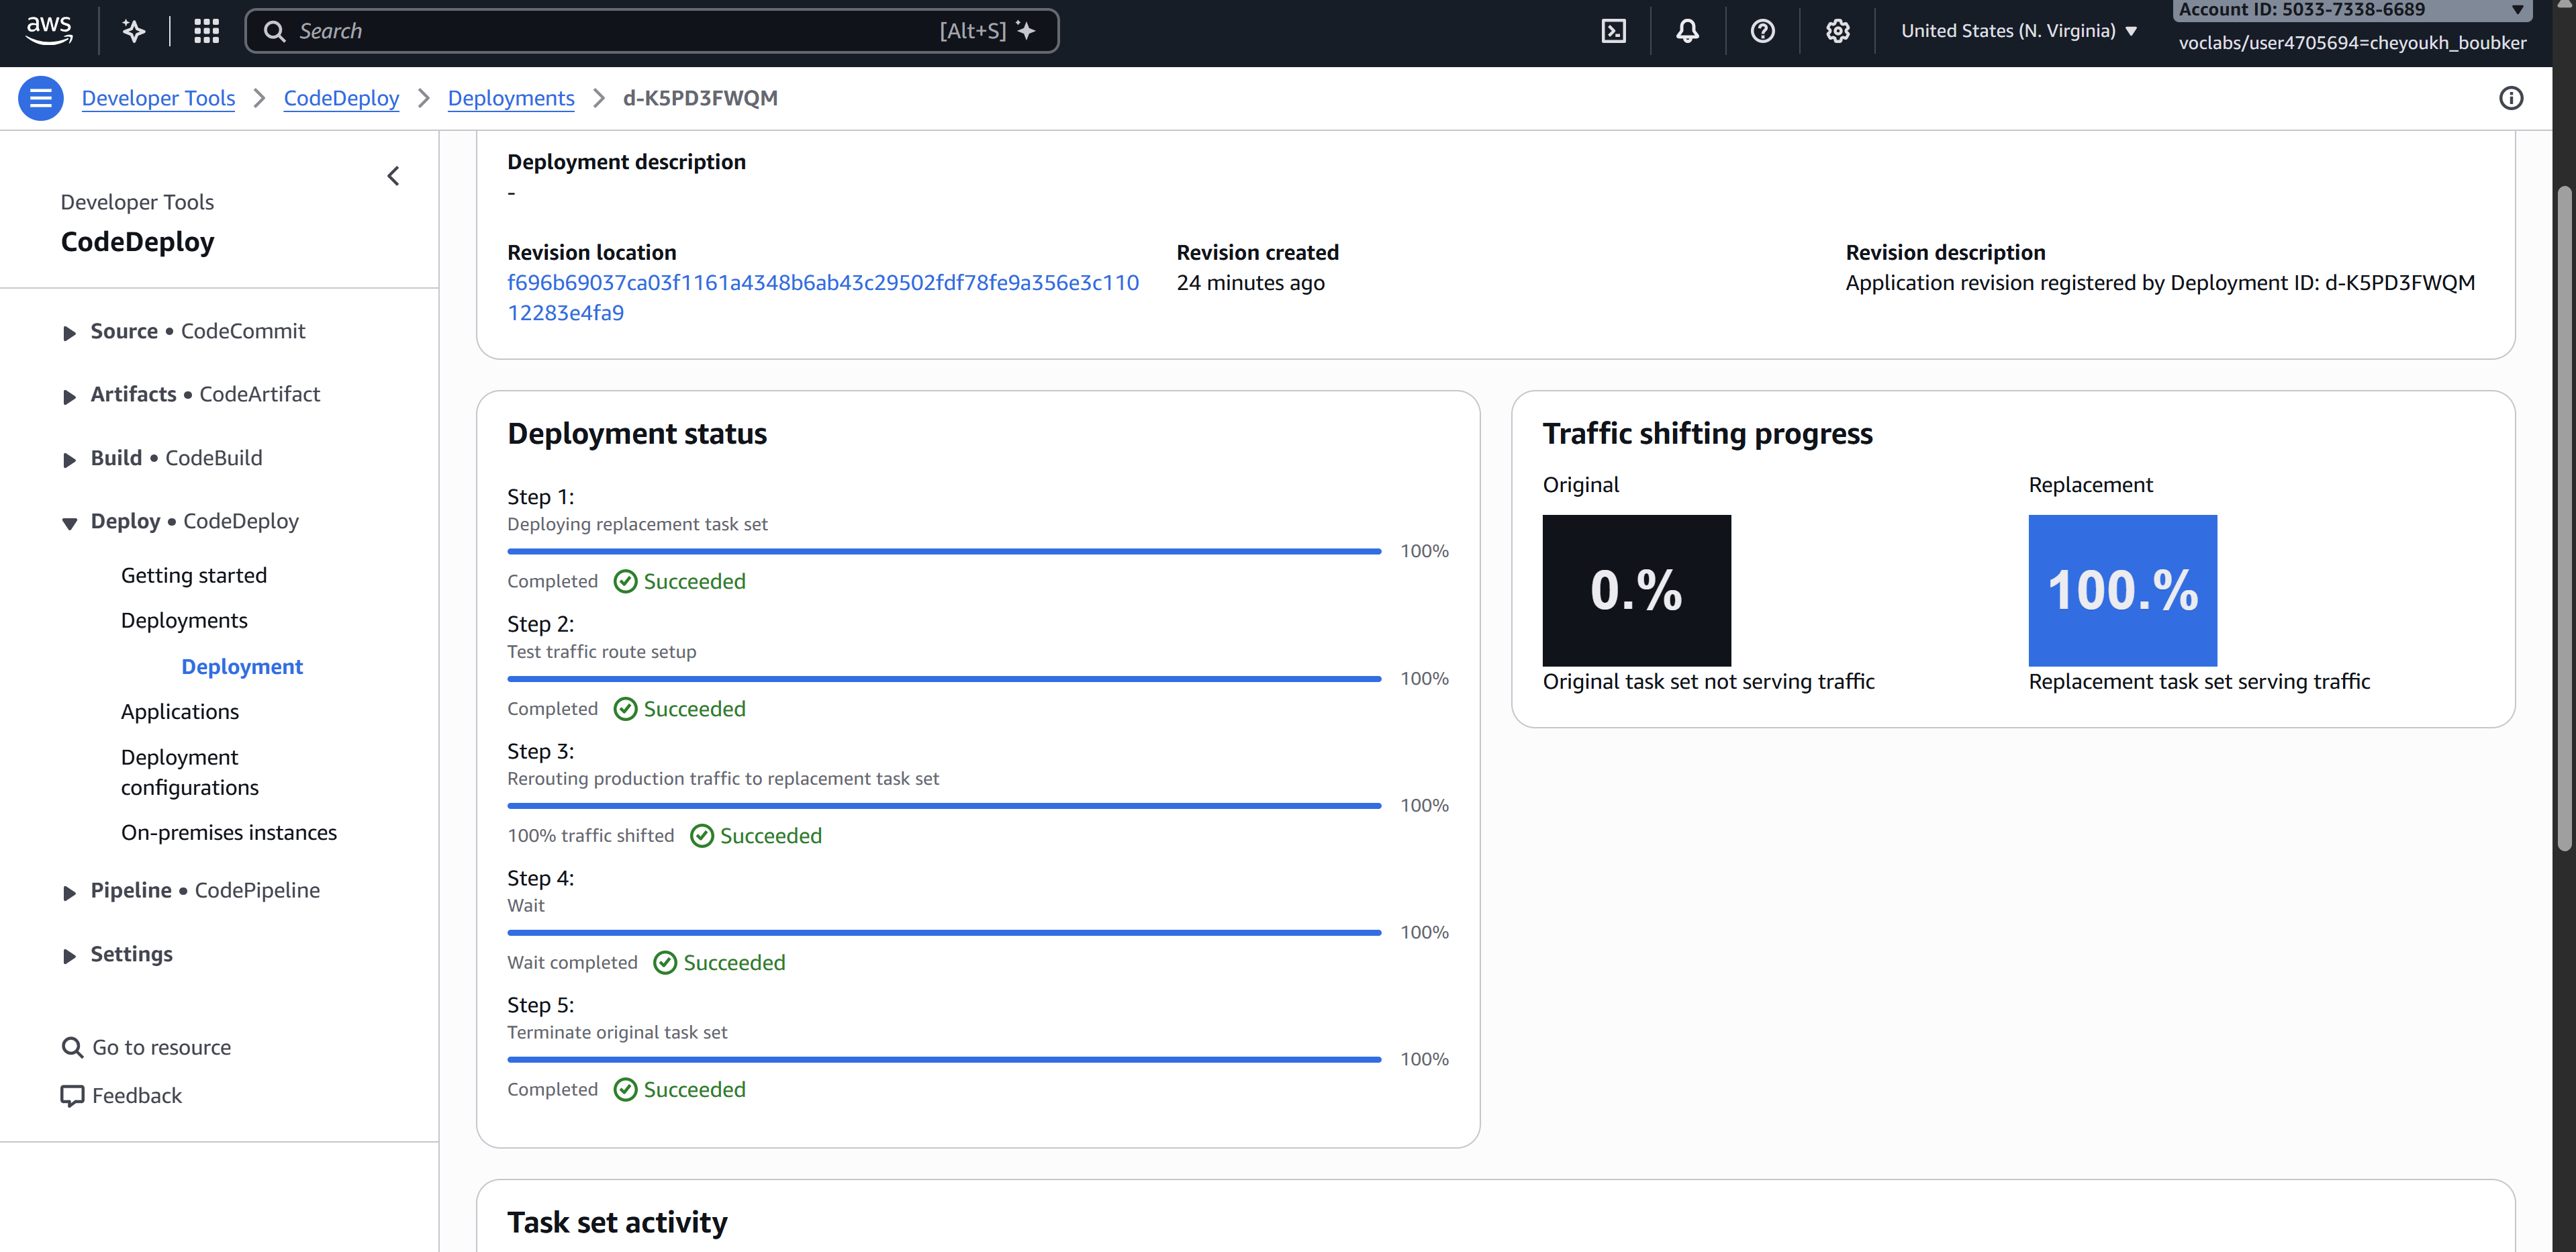 aws
Search
[Alt+S]
United States (N. Virginia)
Account ID: 5033-7338-6689
voclabs/user4705694=cheyoukh_boubker
Developer Tools
CodeDeploy
Deployments
d-K5PD3FWQM
Developer Tools
CodeDeploy
Source • CodeCommit
Artifacts • CodeArtifact
Build • CodeBuild
Deploy • CodeDeploy
Getting started
Deployments
Deployment
Applications
Deployment
configurations
On-premises instances
Pipeline • CodePipeline
Settings
Go to resource
Feedback
Deployment description
-
Revision location
f696b69037ca03f1161a4348b6ab43c29502fdf78fe9a356e3c110
12283e4fa9
Revision created
24 minutes ago
Revision description
Application revision registered by Deployment ID: d-K5PD3FWQM
Deployment status
Step 1:
Deploying replacement task set
100%
Completed Succeeded
Step 2:
Test traffic route setup
100%
Completed Succeeded
Step 3:
Rerouting production traffic to replacement task set
100%
100% traffic shifted Succeeded
Step 4:
Wait
100%
Wait completed Succeeded
Step 5:
Terminate original task set
100%
Completed Succeeded
Traffic shifting progress
Original
0.%
Original task set not serving traffic
Replacement
100.%
Replacement task set serving traffic
Task set activity